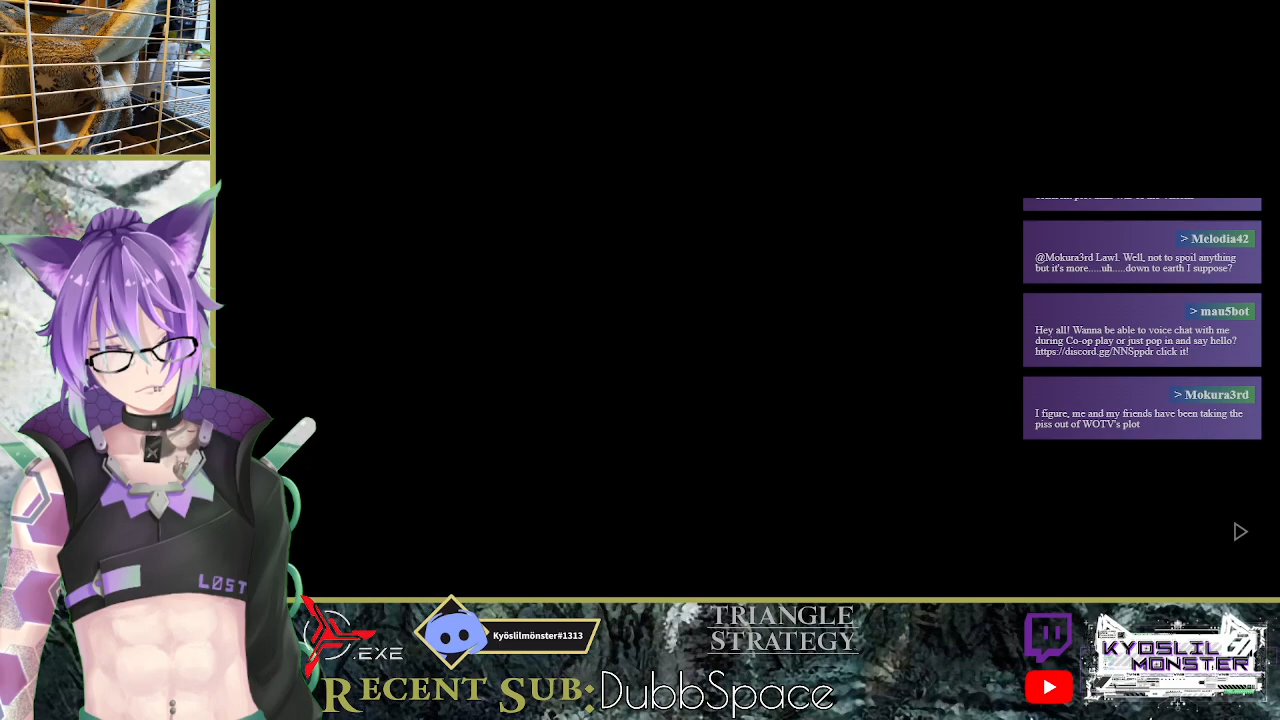 > Melodia42
@Mokura3rd Lawl. Well, not to spoil anything
but it's more.....uh.....down to earth I suppose?
> mau5bot
Hey all! Wanna be able to voice chat with me
during Co-op play or just pop in and say hello?
https://discord.gg/NNSppdr click it!
> Mokura3rd
I figure, me and my friends have been taking the
piss out of WOTV's plot
LØST
.EXE
Kyöslilmönster#1313
TRIANGLE
STRATEGY
KYOSLIL
MONSTER
RECENT SUB: DubbSpace